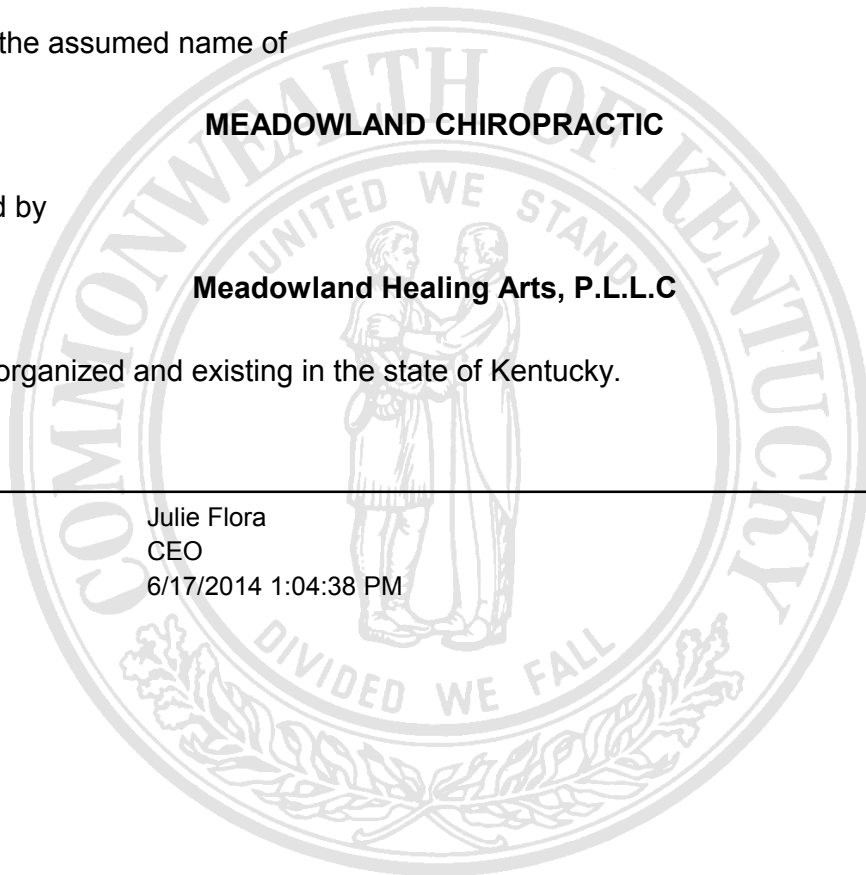 the assumed name of
MEADOWLAND CHIROPRACTIC
d by
Meadowland Healing Arts, P.L.L.C
organized and existing in the state of Kentucky.
Julie Flora
CEO
6/17/2014 1:04:38 PM
COMMONWEALTH OF KENTUCKY
UNITED WE STAND
DIVIDED WE FALL